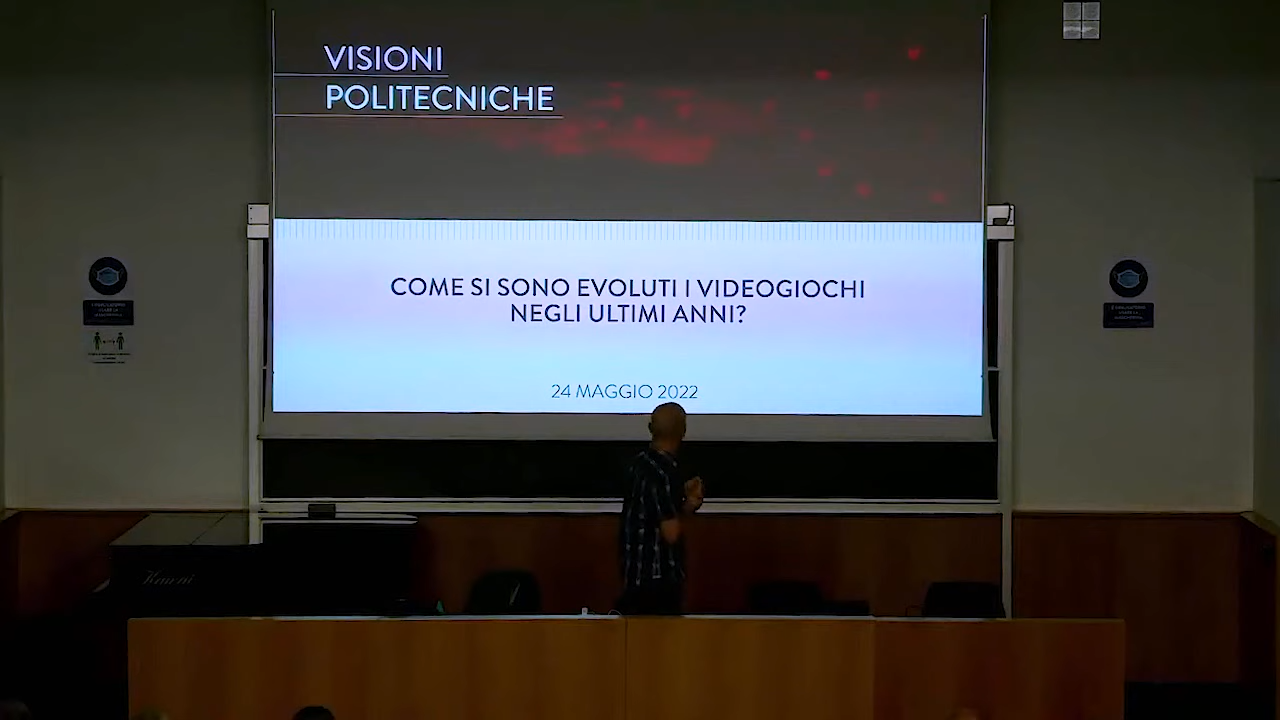 VISIONI
POLITECNICHE
COME SI SONO EVOLUTI I VIDEOGIOCHI
NEGLI ULTIMI ANNI?
24 MAGGIO 2022